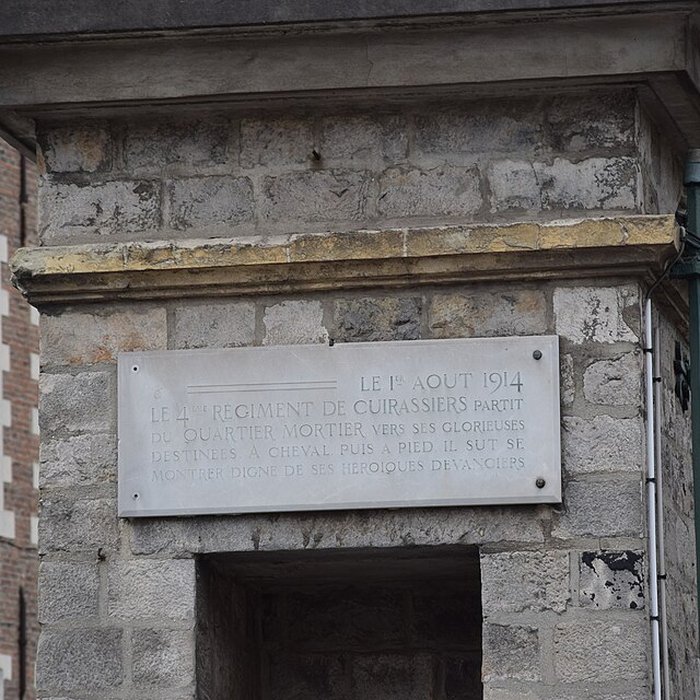 LE 1ER AOUT 1914
LE 4ME REGIMENT DE CUIRASSIERS PARTIT
DU QUARTIER MORTIER VERS SES GLORIEUSES
DESTINEES. A CHEVAL PUIS A PIED IL SUT SE
MONTRER DIGNE DE SES HEROIQUES DEVANCIERS